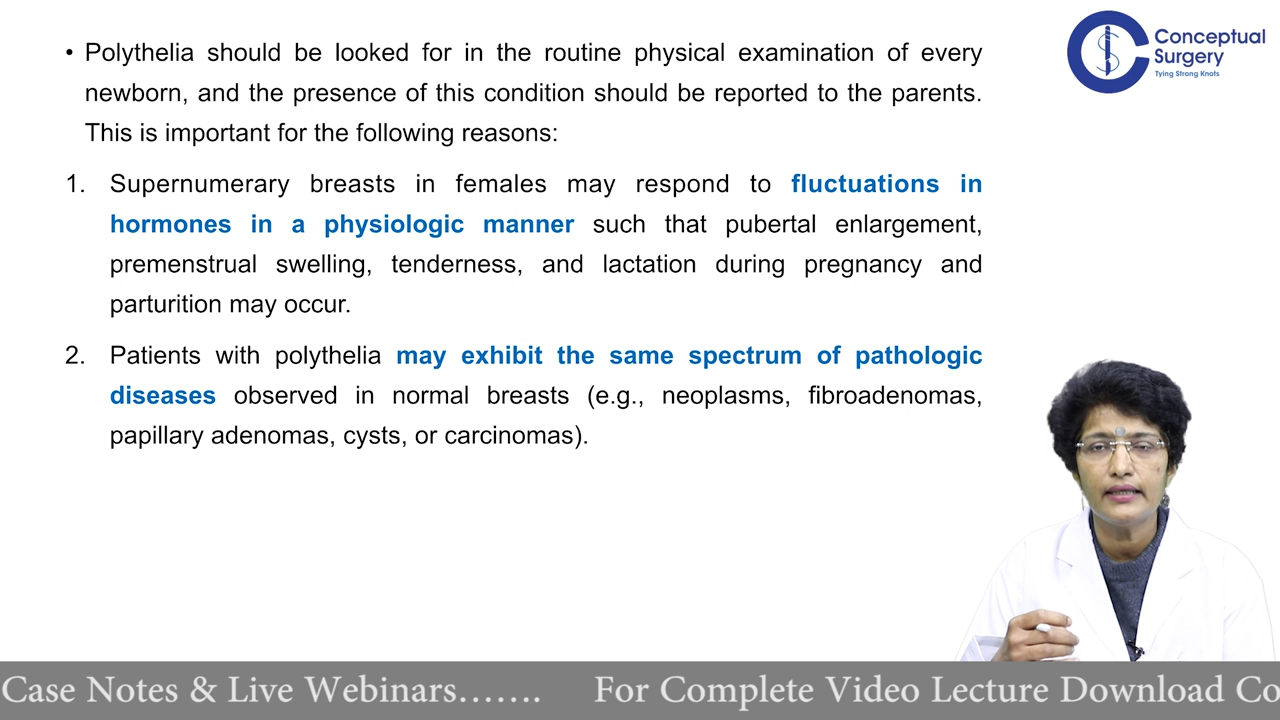 • Polythelia should be looked for in the routine physical examination of every
newborn, and the presence of this condition should be reported to the parents.
This is important for the following reasons:
1. Supernumerary breasts in females may respond to fluctuations in
hormones in a physiologic manner such that pubertal enlargement,
premenstrual swelling, tenderness, and lactation during pregnancy and
parturition may occur.
2. Patients with polythelia may exhibit the same spectrum of pathologic
diseases observed in normal breasts (e.g., neoplasms, fibroadenomas,
papillary adenomas, cysts, or carcinomas).
Conceptual
Surgery
Tying Strong Knots
Case Notes & Live Webinars....... For Complete Video Lecture Download Co